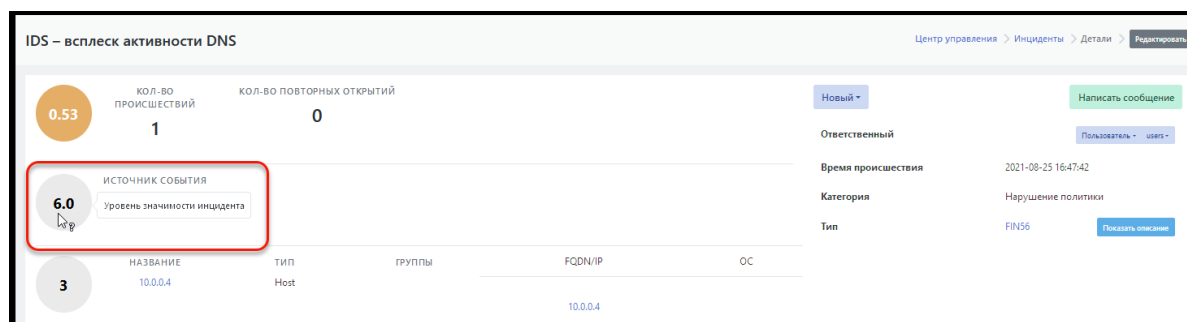 IDS – всплеск активности DNS
Центр управления > Инциденты > Детали > Редактировать
0.53
КОЛ-ВО ПРОИСШЕСТВИЙ
1
КОЛ-ВО ПОВТОРНЫХ ОТКРЫТИЙ
0
6.0
ИСТОЧНИК СОБЫТИЯ
Уровень значимости инцидента
3
НАЗВАНИЕ ТИП ГРУППЫ FQDN/IP ОС
10.0.0.4 Host
10.0.0.4
Новый
Написать сообщение
Ответственный Пользователь users
Время происшествия 2021-08-25 16:47:42
Категория Нарушение политики
Тип FIN56 Показать описание